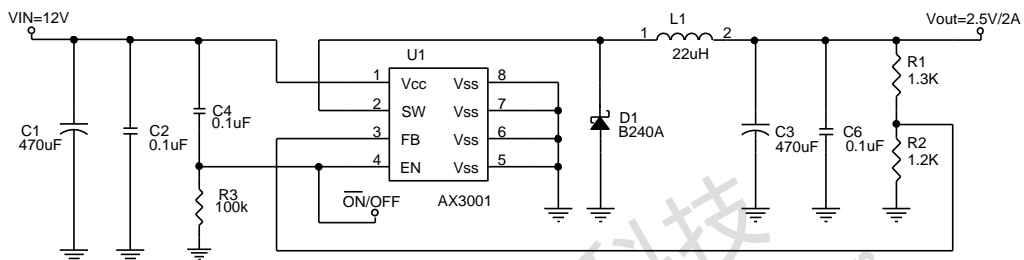 VIN=12V
L1
Vout=2.5V/2A
1
2
22uH
U1
1
Vcc
Vss
8
2
SW
Vss
7
3
FB
Vss
6
4
EN
Vss
5
AX3001
C1
470uF
C2
0.1uF
C4
0.1uF
R3
100k
ON/OFF
D1
B240A
C3
470uF
C6
0.1uF
R1
1.3K
R2
1.2K
科技